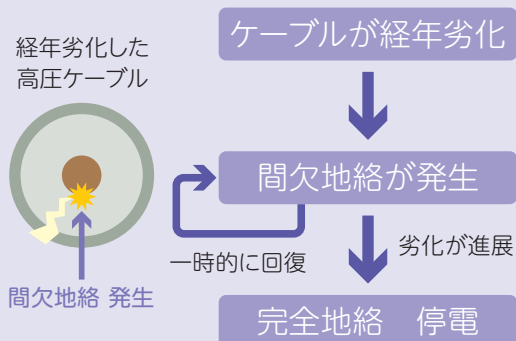 経年劣化した
高圧ケーブル
間欠地絡 発生
ケーブルが経年劣化
間欠地絡が発生
一時的に回復
劣化が進展
完全地絡　停電